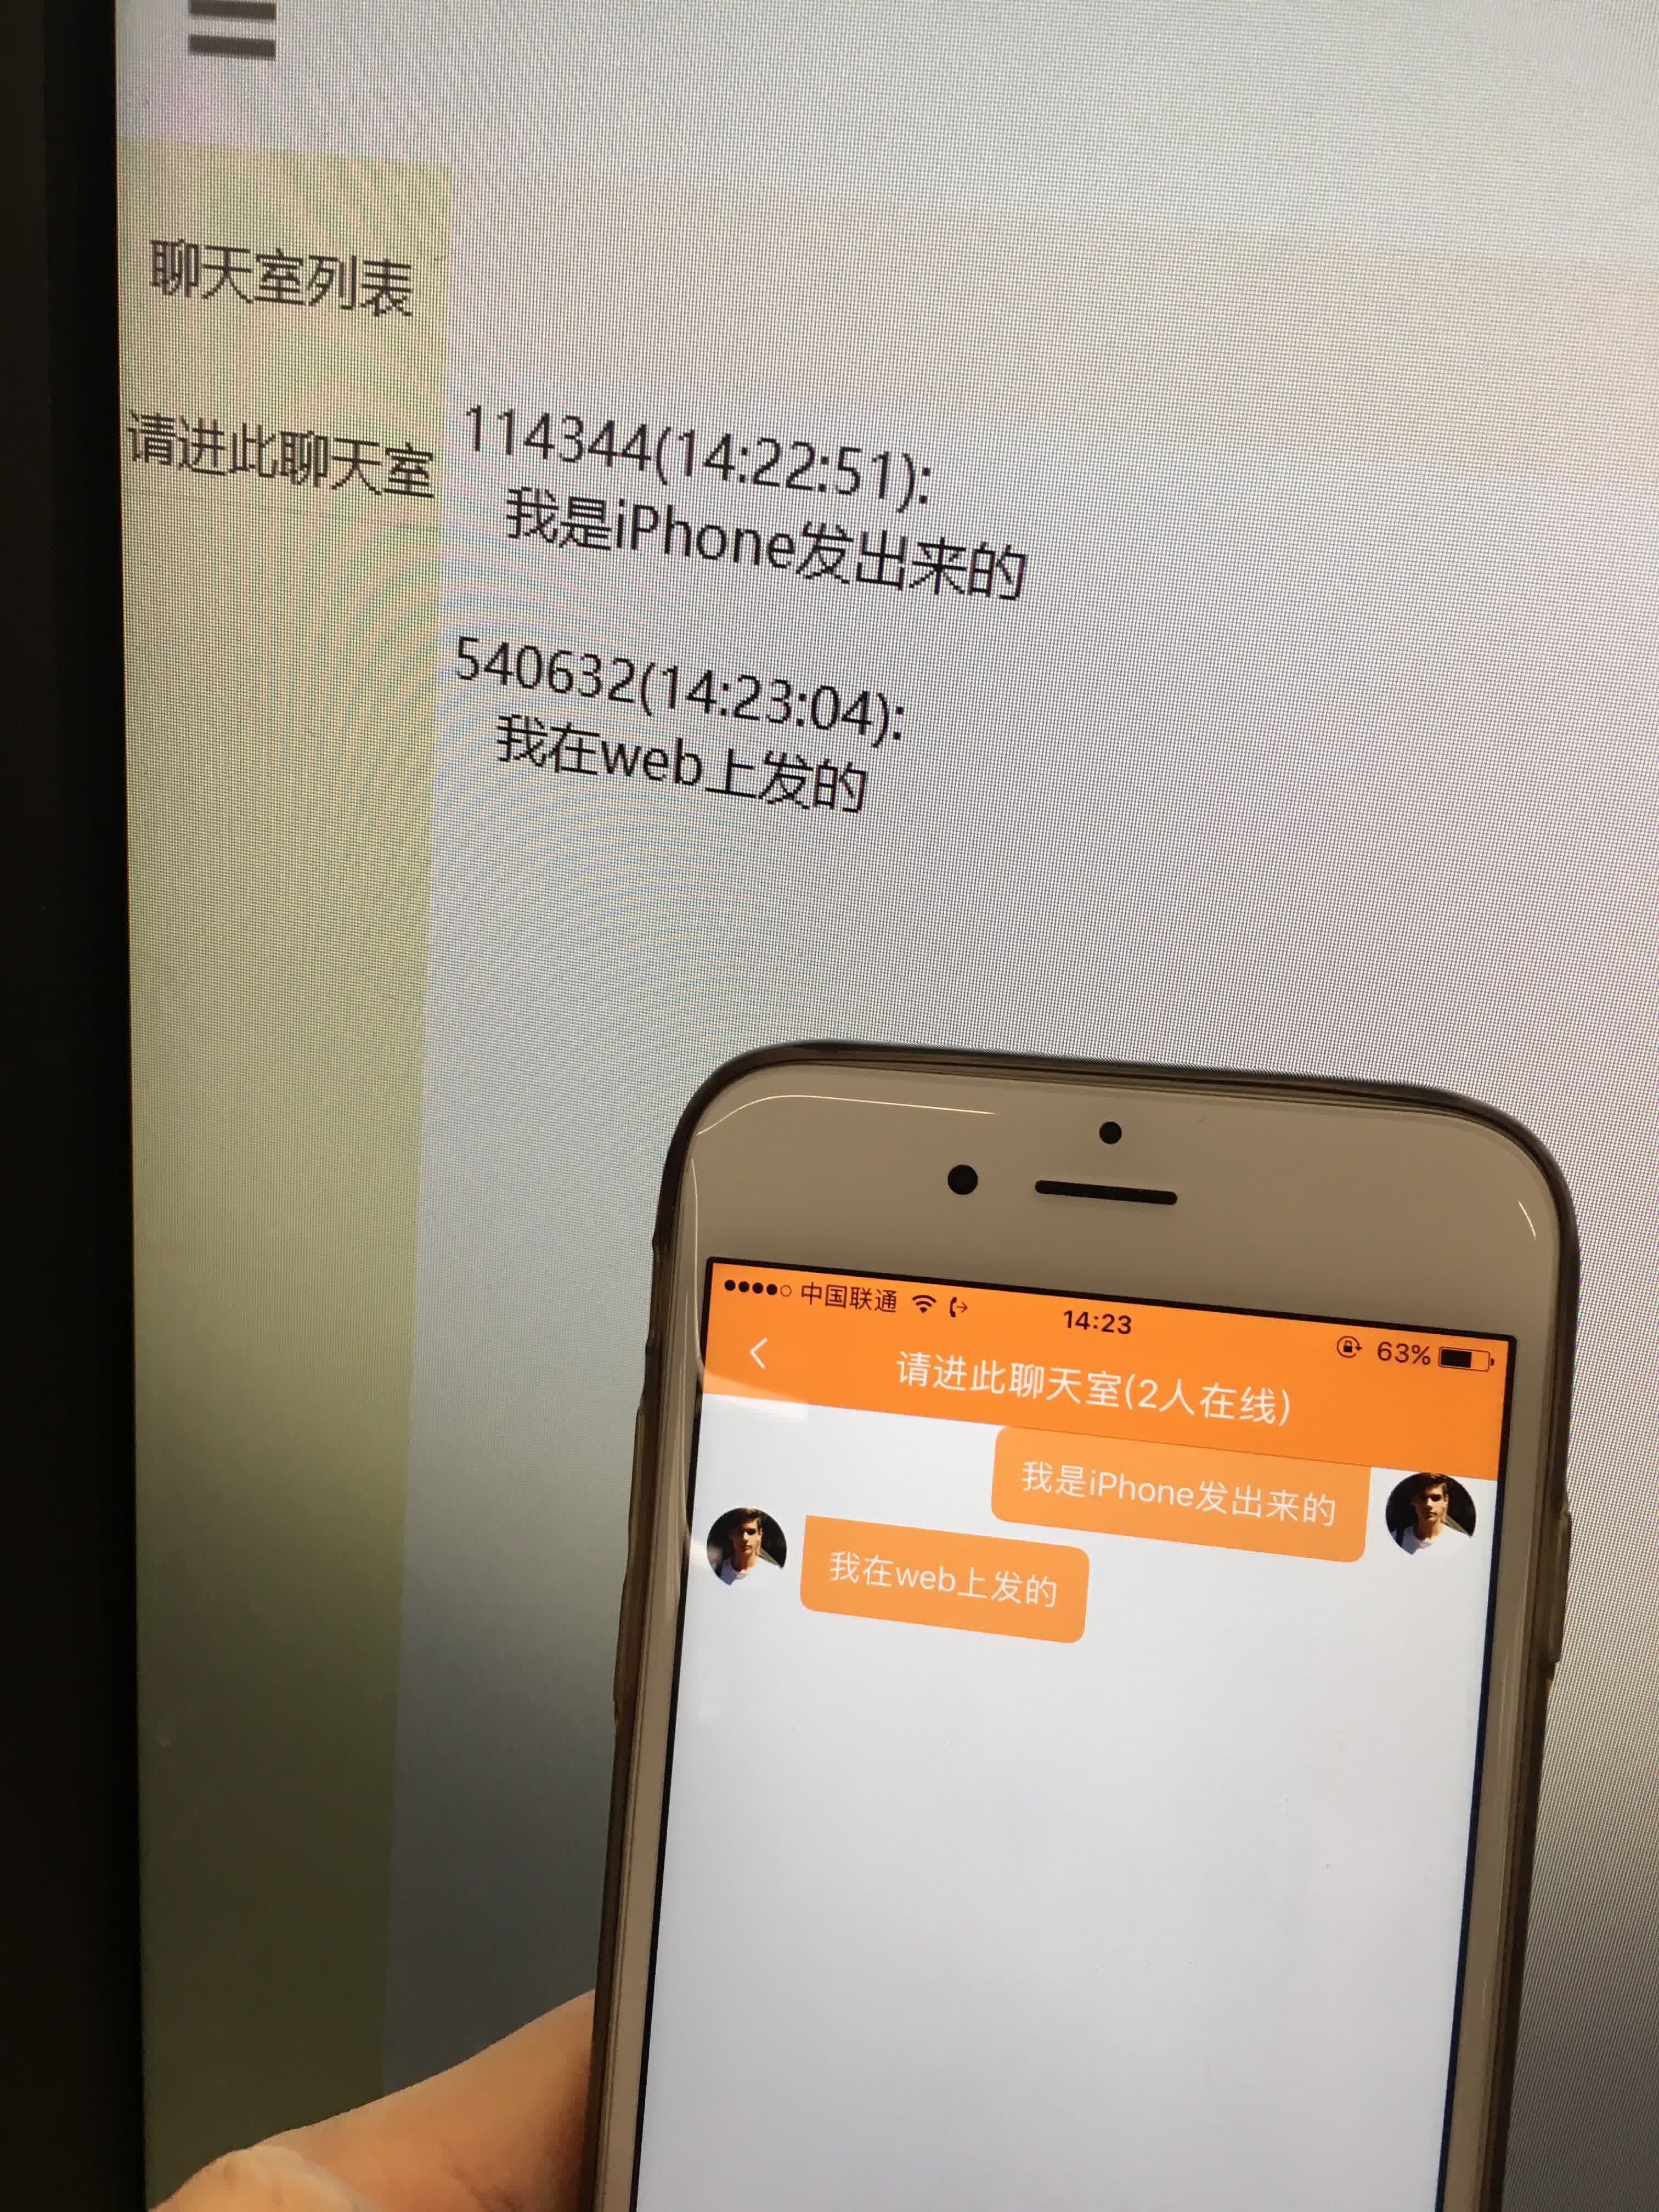 聊天室列表
请进此聊天室
114344(14:22:51):
我是iPhone发出来的
540632(14:23:04):
我在web上发的
中国联通
14:23
63%
请进此聊天室(2人在线)
我是iPhone发出来的
我在web上发的